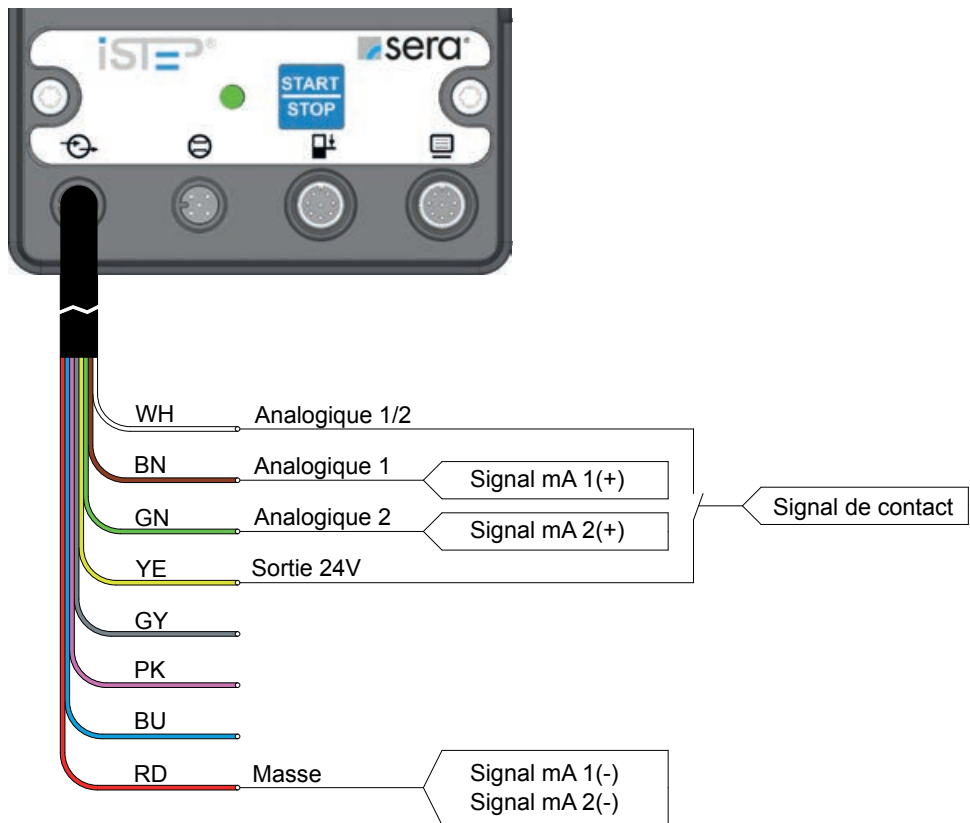 iSTEP®
sera®
START
STOP
WH Analogique 1/2
BN Analogique 1 Signal mA 1(+)
GN Analogique 2 Signal mA 2(+)
Signal de contact
YE Sortie 24V
GY
PK
BU
RD Masse Signal mA 1(-)
Signal mA 2(-)